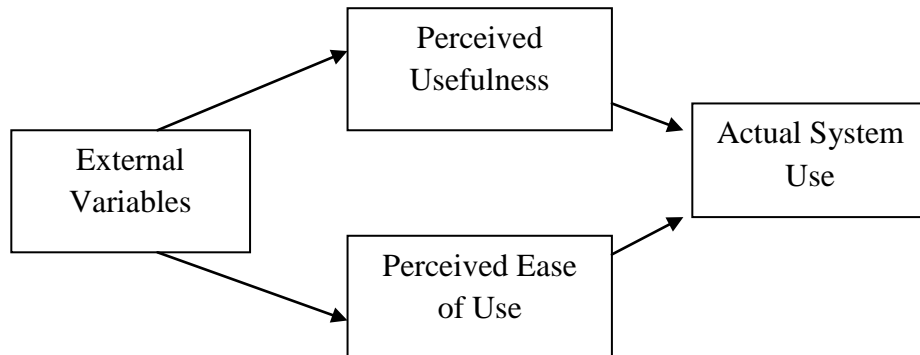 Perceived
Usefulness
External
Variables
Actual System
Use
Perceived Ease
of Use